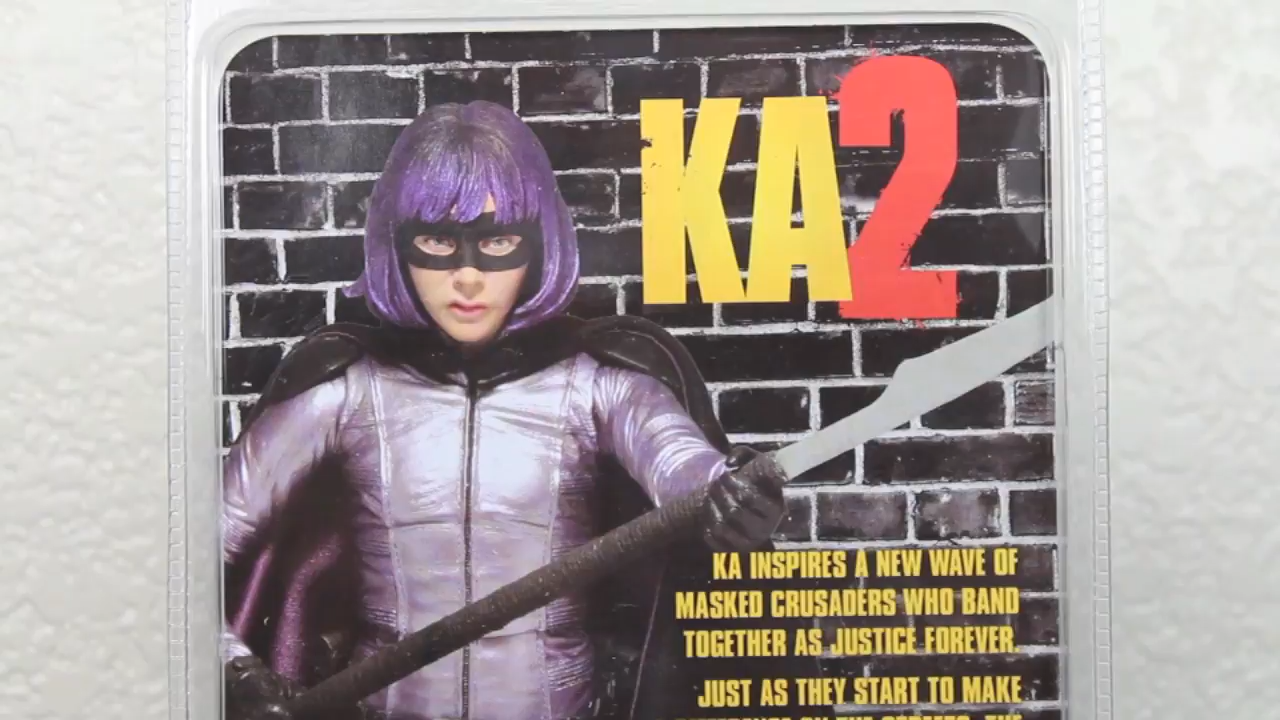 KA2
KA INSPIRES A NEW WAVE OF
MASKED CRUSADERS WHO BAND
TOGETHER AS JUSTICE FOREVER.
JUST AS THEY START TO MAKE